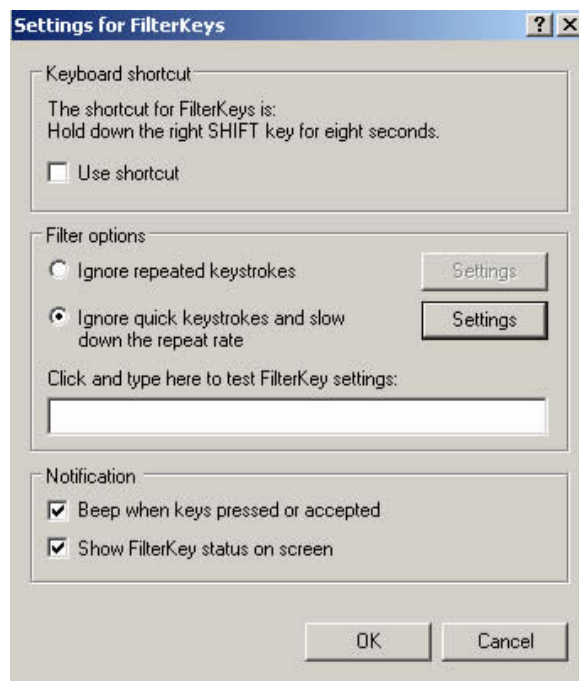 Settings for FilterKeys
Keyboard shortcut
The shortcut for FilterKeys is:
Hold down the right SHIFT key for eight seconds.
Use shortcut
Filter options
Ignore repeated keystrokes
Settings
Ignore quick keystrokes and slow
down the repeat rate
Settings
Click and type here to test FilterKey settings:
Notification
Beep when keys pressed or accepted
Show FilterKey status on screen
OK
Cancel